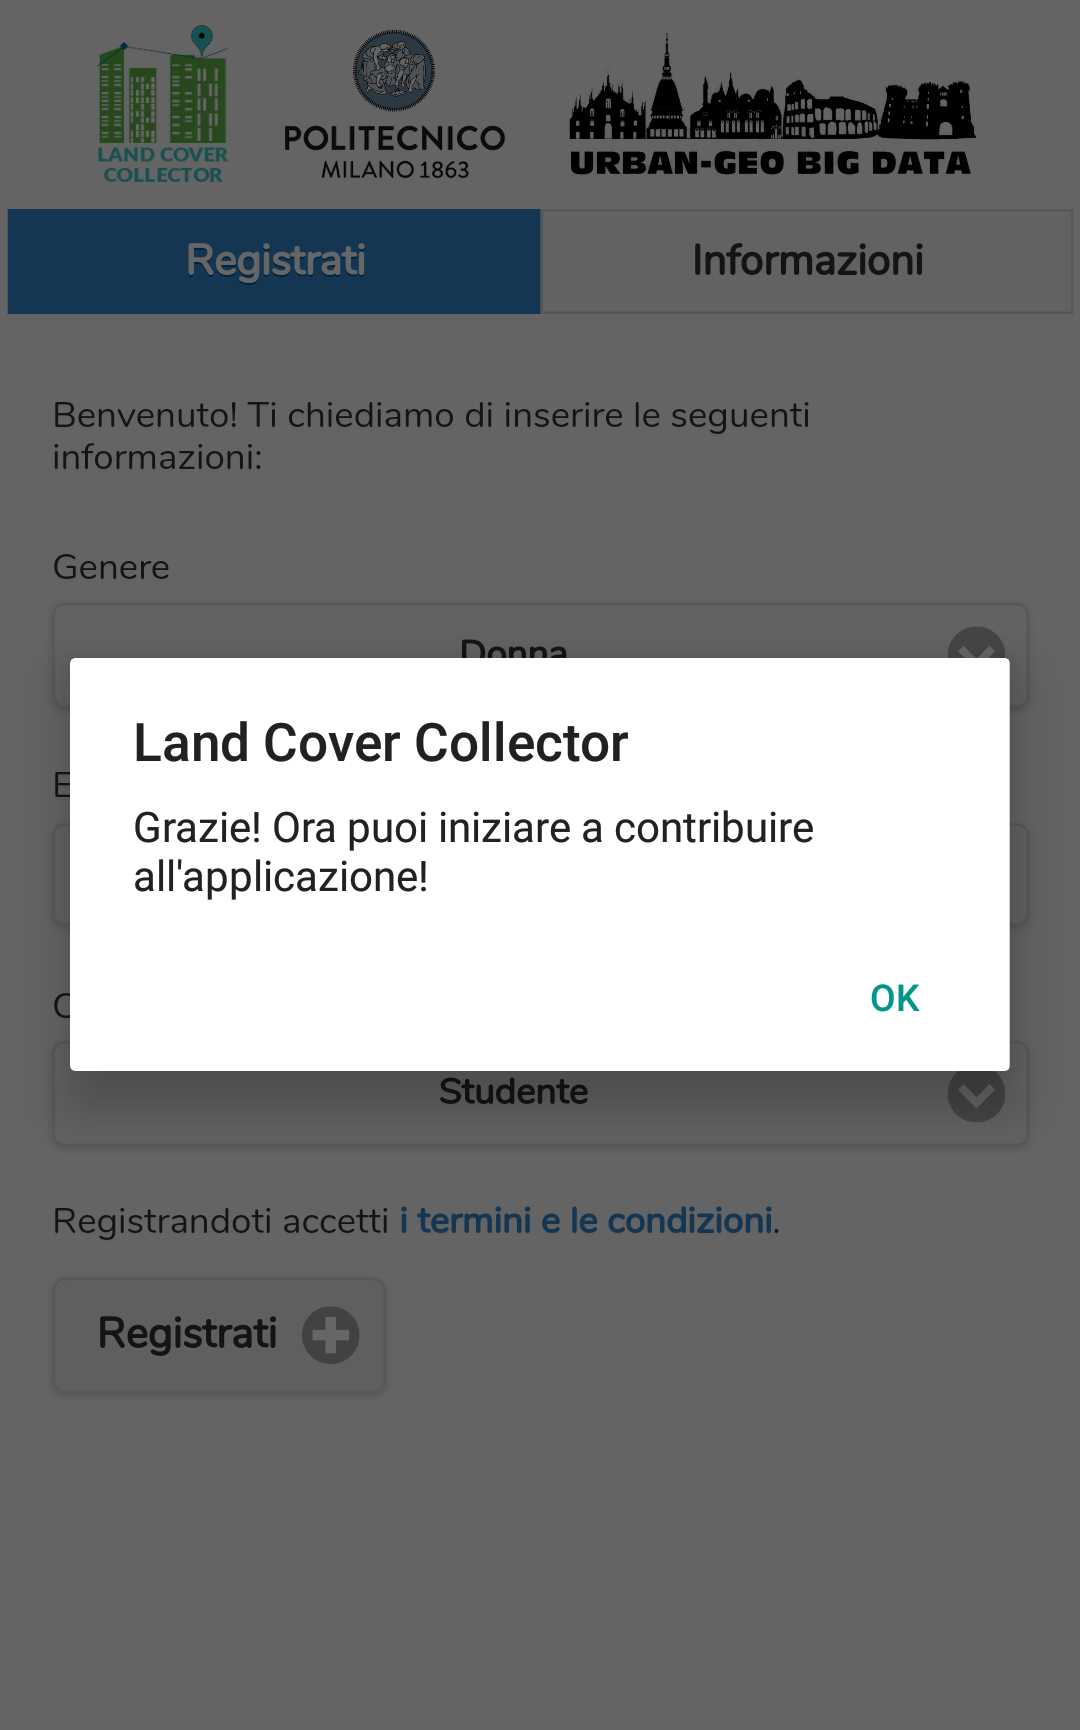 LAND COVER
COLLECTOR
POLITECNICO
MILANO 1863
URBAN-GEO BIG DATA
Registrati
Informazioni
Benvenuto! Ti chiediamo di inserire le seguenti
informazioni:
Genere
Donna
Land Cover Collector
Grazie! Ora puoi iniziare a contribuire
all'applicazione!
OK
Studente
Registrandoti accetti i termini e le condizioni.
Registrati